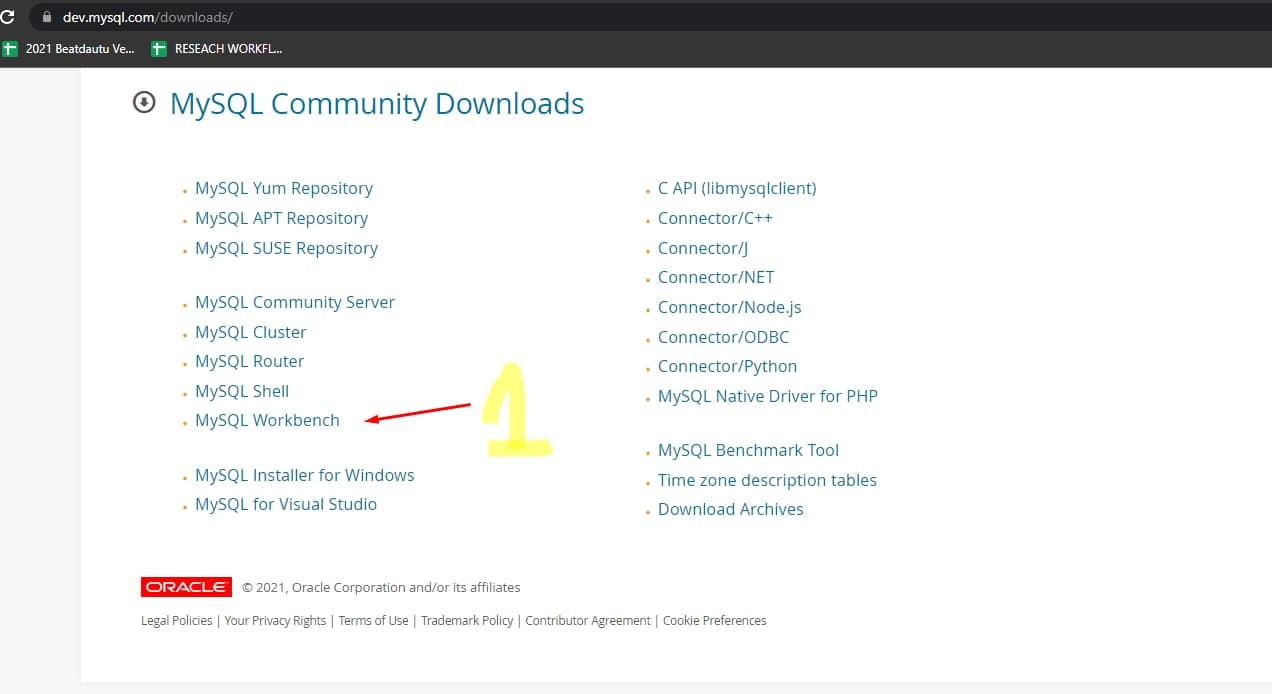 dev.mysql.com/downloads/
2021 Beatdautu Ve...
RESEACH WORKFL...
MySQL Community Downloads
MySQL Yum Repository
MySQL APT Repository
MySQL SUSE Repository
MySQL Community Server
MySQL Cluster
MySQL Router
MySQL Shell
MySQL Workbench
1
MySQL Installer for Windows
MySQL for Visual Studio
C API (libmysqlclient)
Connector/C++
Connector/J
Connector/NET
Connector/Node.js
Connector/ODBC
Connector/Python
MySQL Native Driver for PHP
MySQL Benchmark Tool
Time zone description tables
Download Archives
ORACLE © 2021, Oracle Corporation and/or its affiliates
Legal Policies | Your Privacy Rights | Terms of Use | Trademark Policy | Contributor Agreement | Cookie Preferences